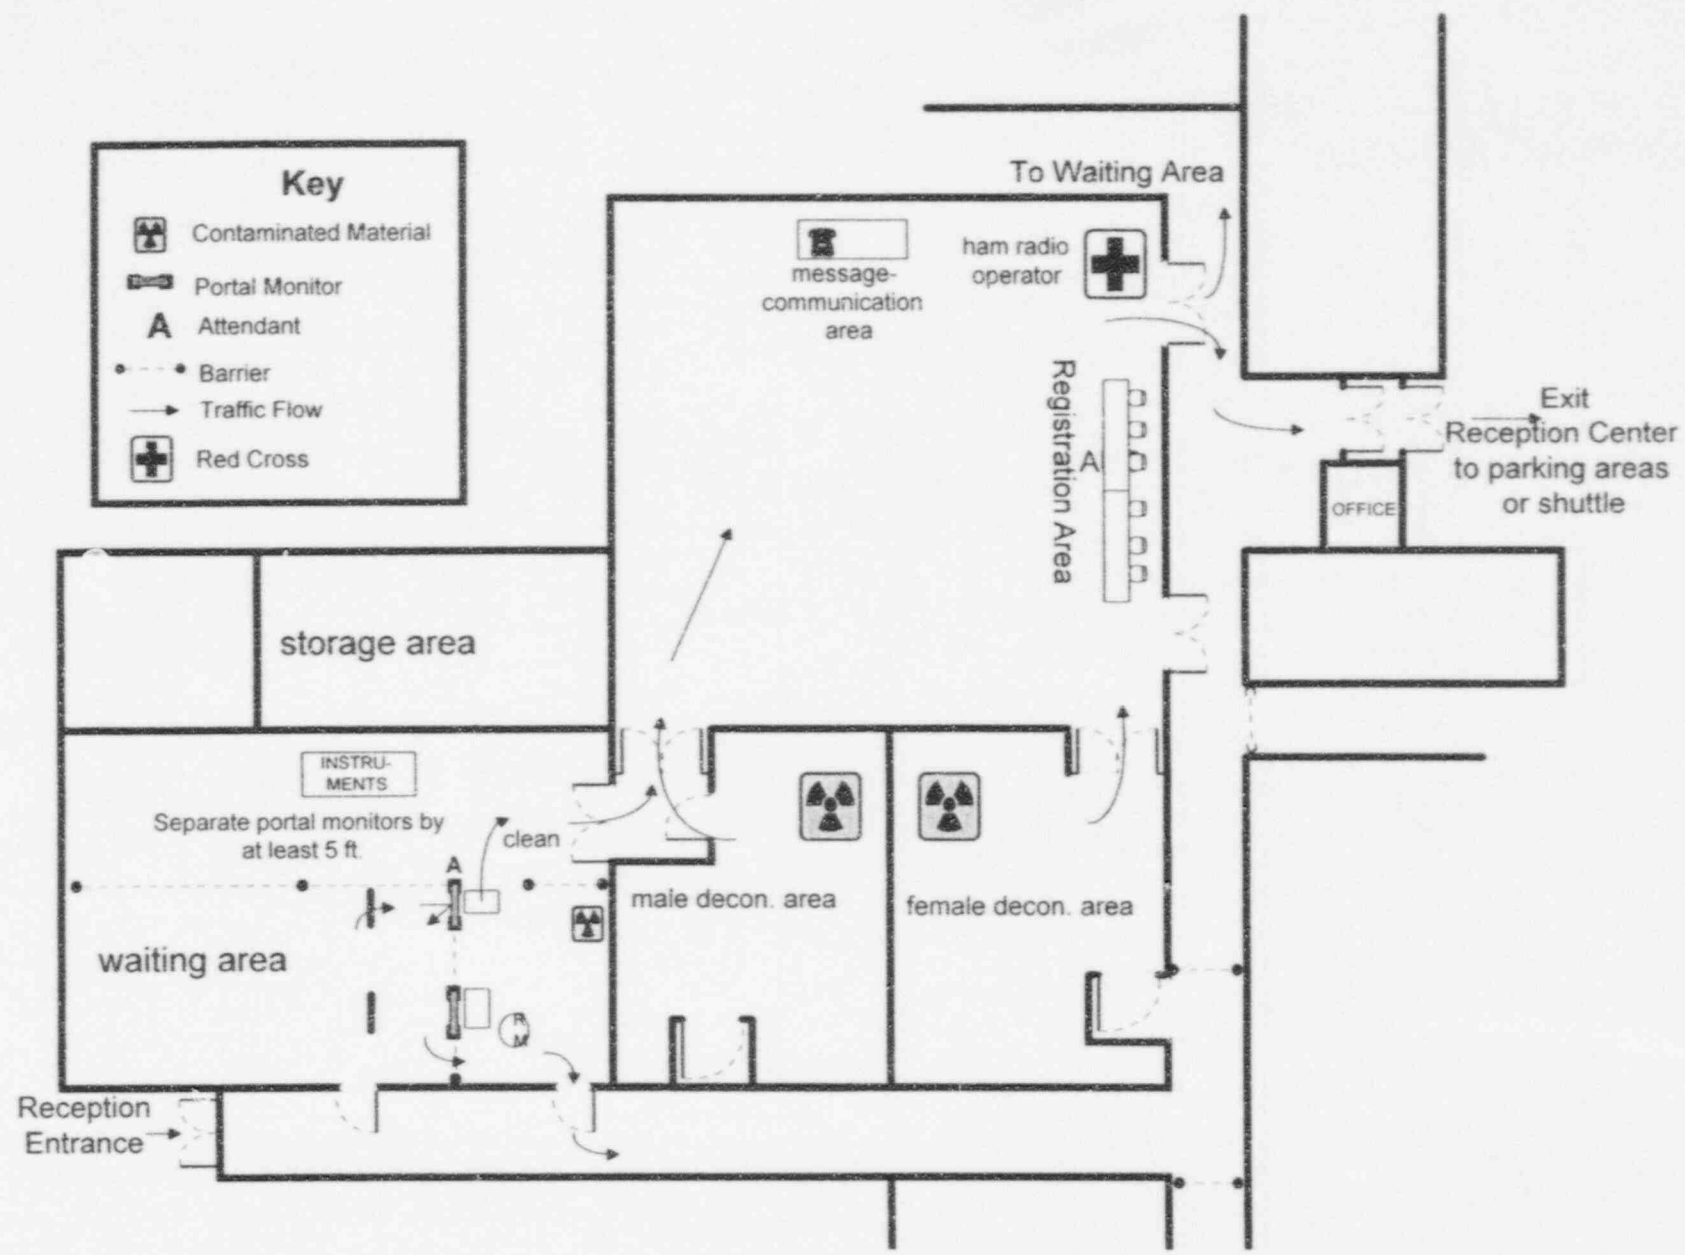 Key
Contaminated Material
Portal Monitor
A Attendant
Barrier
Traffic Flow
Red Cross
To Waiting Area
message-
communication
area
ham radio
operator
Registration Area
A
Exit
Reception Center
to parking areas
or shuttle
OFFICE
storage area
INSTRU-
MENTS
Separate portal monitors by
at least 5 ft.
clean
A
waiting area
R
M
male decon. area
female decon. area
Reception
Entrance